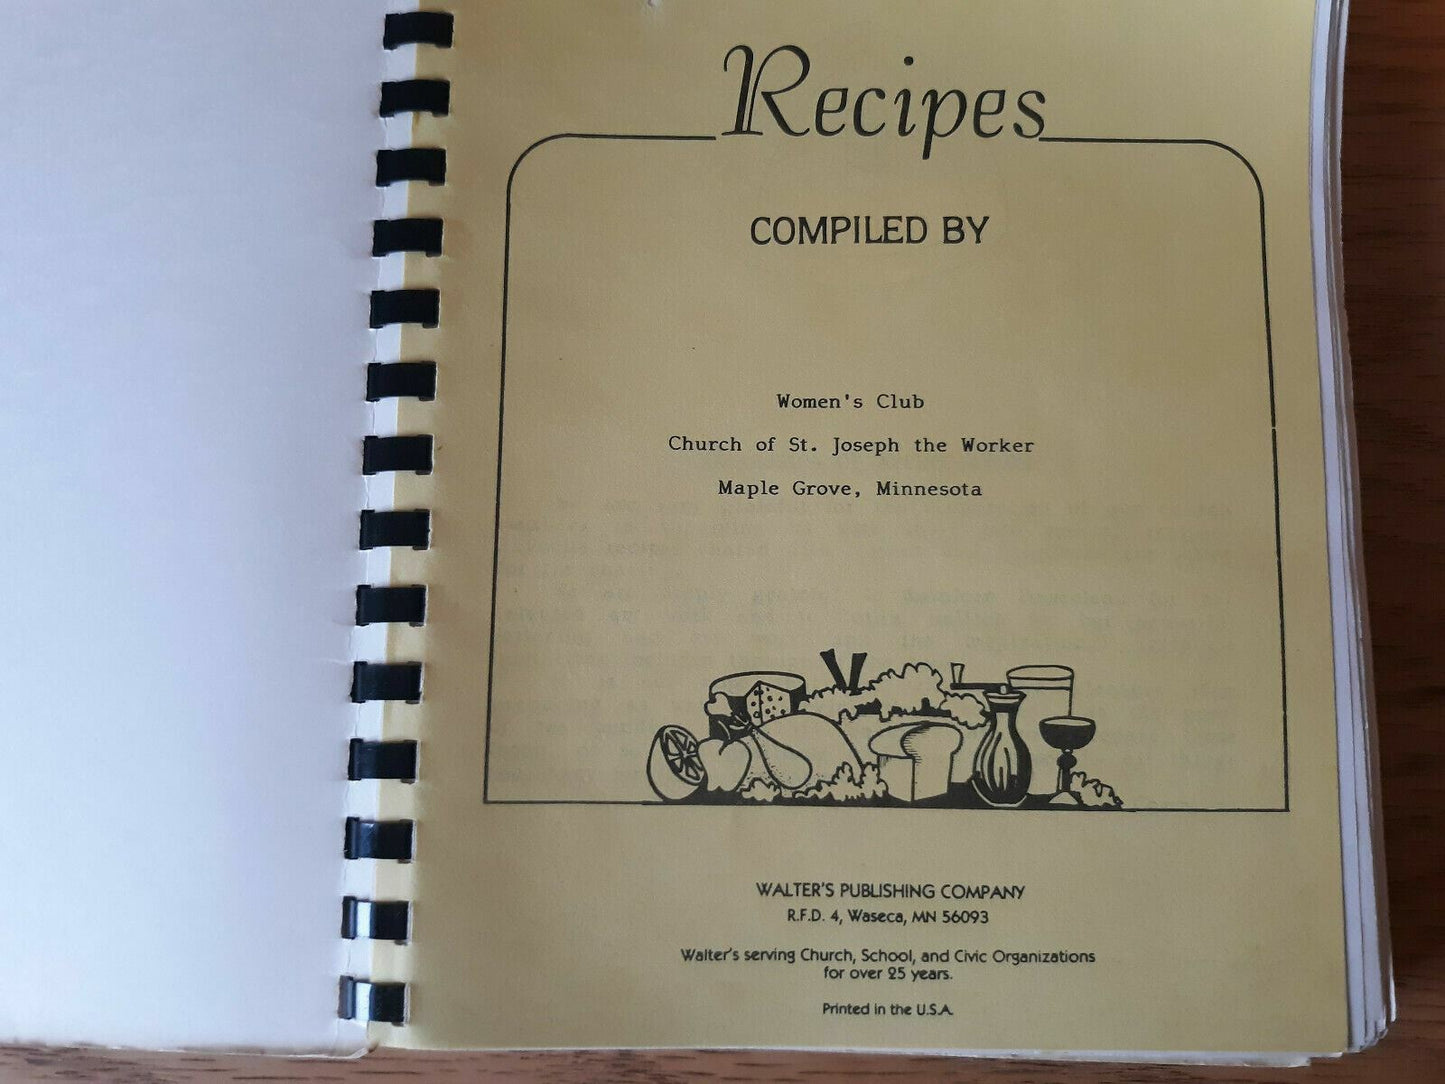 Recipes
COMPILED BY
Women's Club
Church of St. Joseph the Worker
Maple Grove, Minnesota
WALTER'S PUBLISHING COMPANY
R.F.D. 4, Waseca, MN 56093
Walter's serving Church, School, and Civic Organizations
for over 25 years.
Printed in the U.S.A.